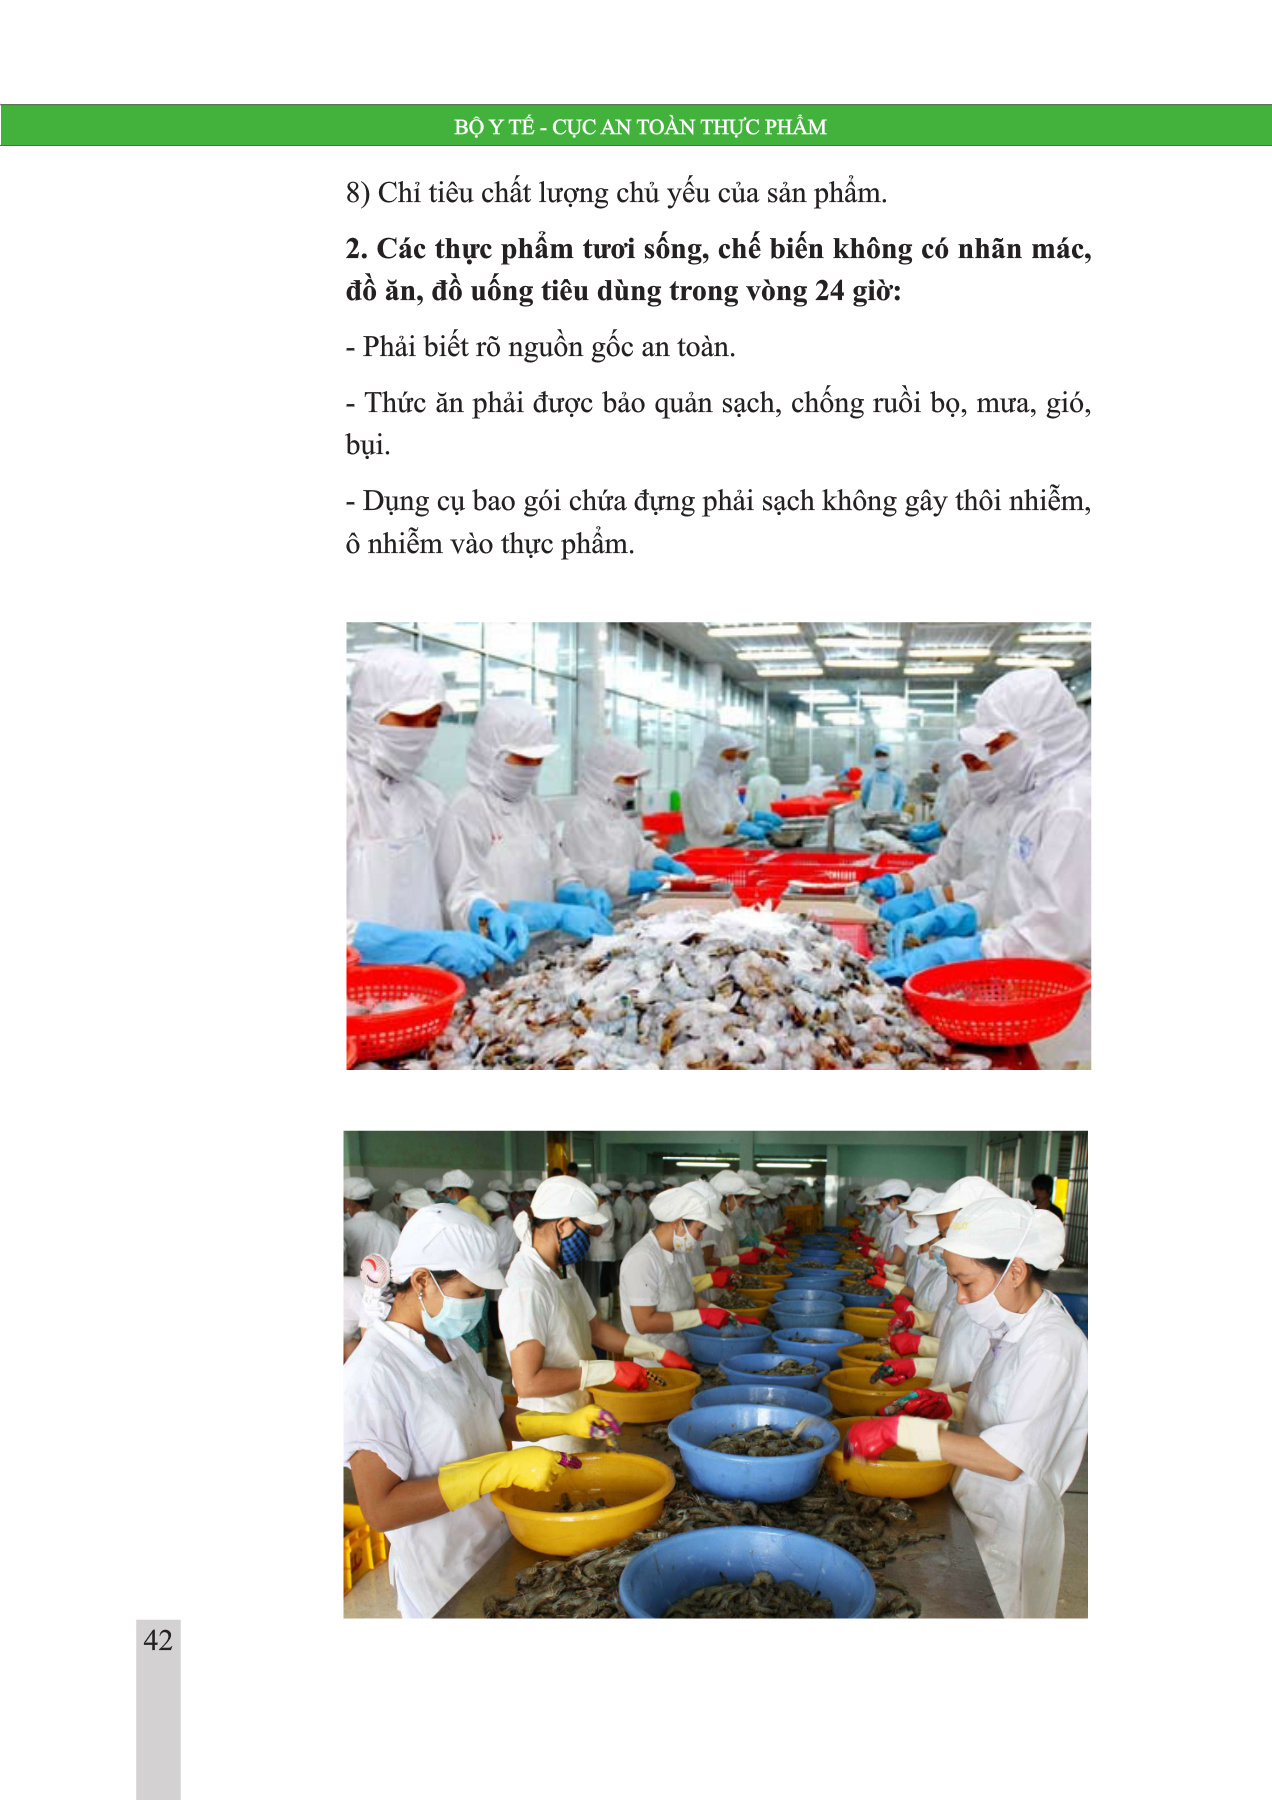 BỘ Y TẾ - CỤC AN TOÀN THỰC PHẨM
8) Chỉ tiêu chất lượng chủ yếu của sản phẩm.
2. Các thực phẩm tươi sống, chế biến không có nhãn mác,
đồ ăn, đồ uống tiêu dùng trong vòng 24 giờ:
- Phải biết rõ nguồn gốc an toàn.
- Thức ăn phải được bảo quản sạch, chống ruồi bọ, mưa, gió,
bụi.
- Dụng cụ bao gói chứa đựng phải sạch không gây thôi nhiễm,
ô nhiễm vào thực phẩm.
42